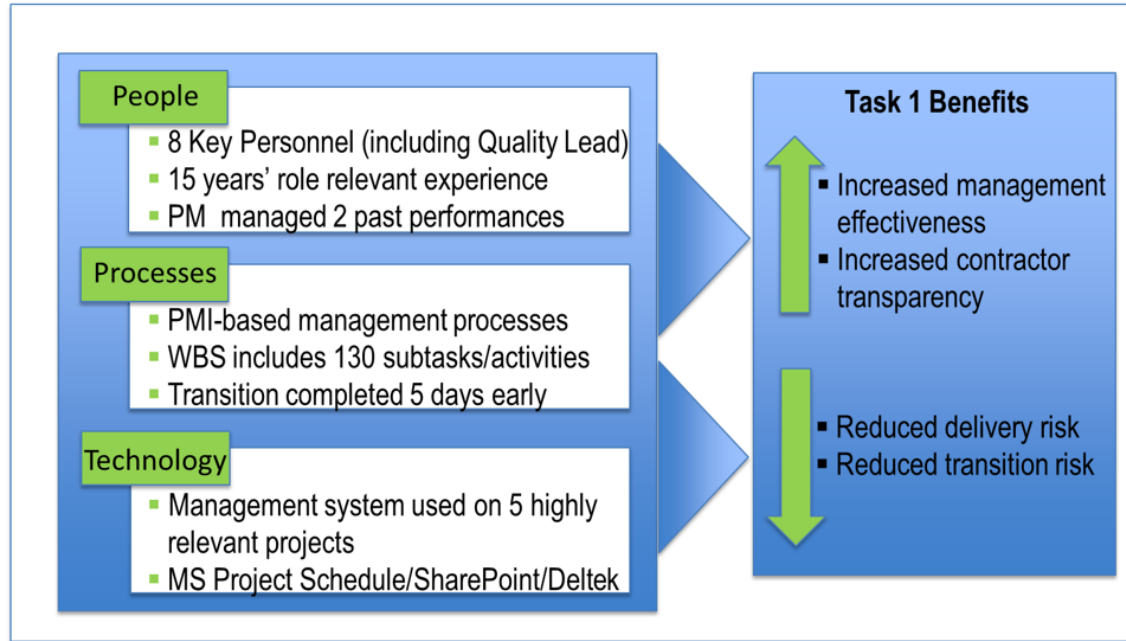 People
▪ 8 Key Personnel (including Quality Lead)
▪ 15 years’ role relevant experience
▪ PM  managed 2 past performances
Processes
▪ PMI-based management processes
▪ WBS includes 130 subtasks/activities
▪ Transition completed 5 days early
Technology
▪ Management system used on 5 highly
relevant projects
▪ MS Project Schedule/SharePoint/Deltek
Task 1 Benefits
▪ Increased management
effectiveness
▪ Increased contractor
transparency
▪ Reduced delivery risk
▪ Reduced transition risk